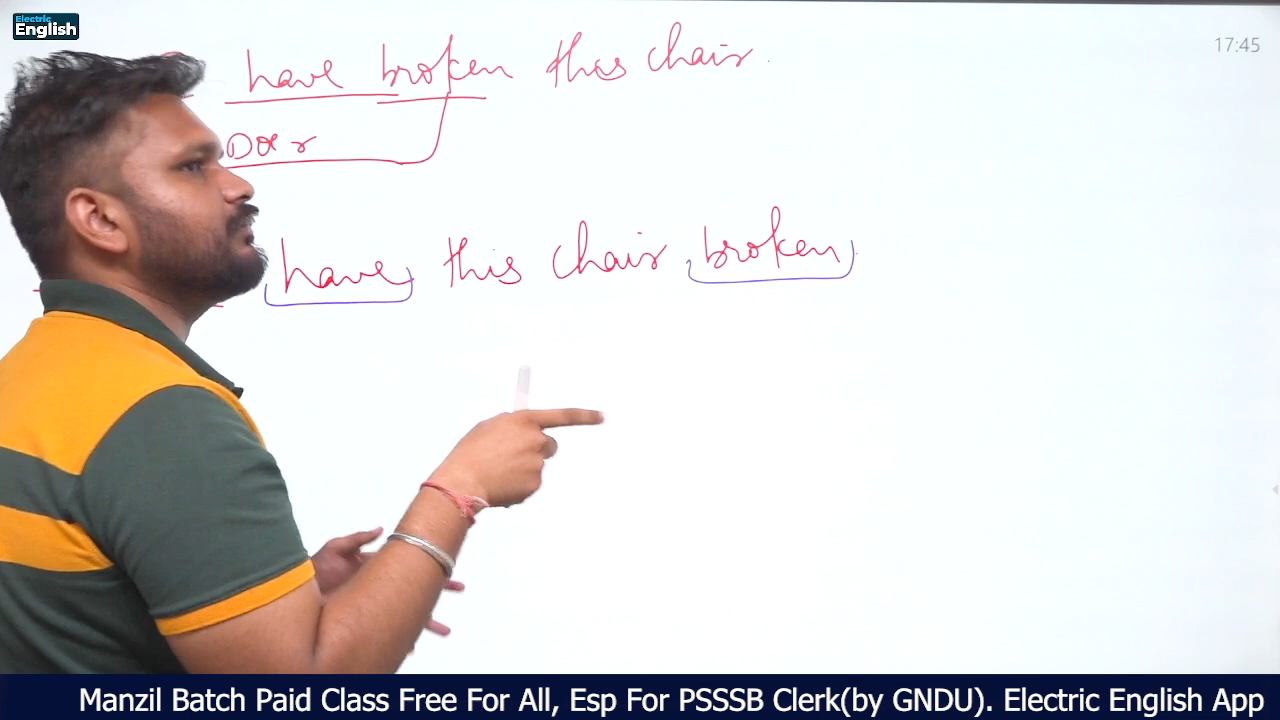 Electric
English
17:45
have broken this chair.
Doer
have this chair broken
Manzil Batch Paid Class Free For All, Esp For PSSSB Clerk(by GNDU). Electric English App